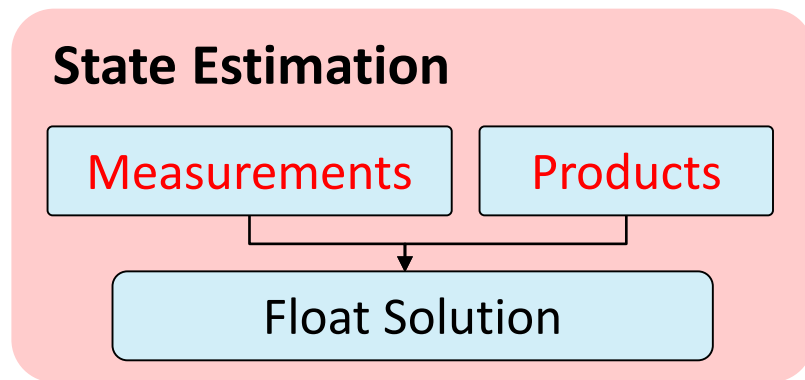 State Estimation
Measurements
Products
Float Solution